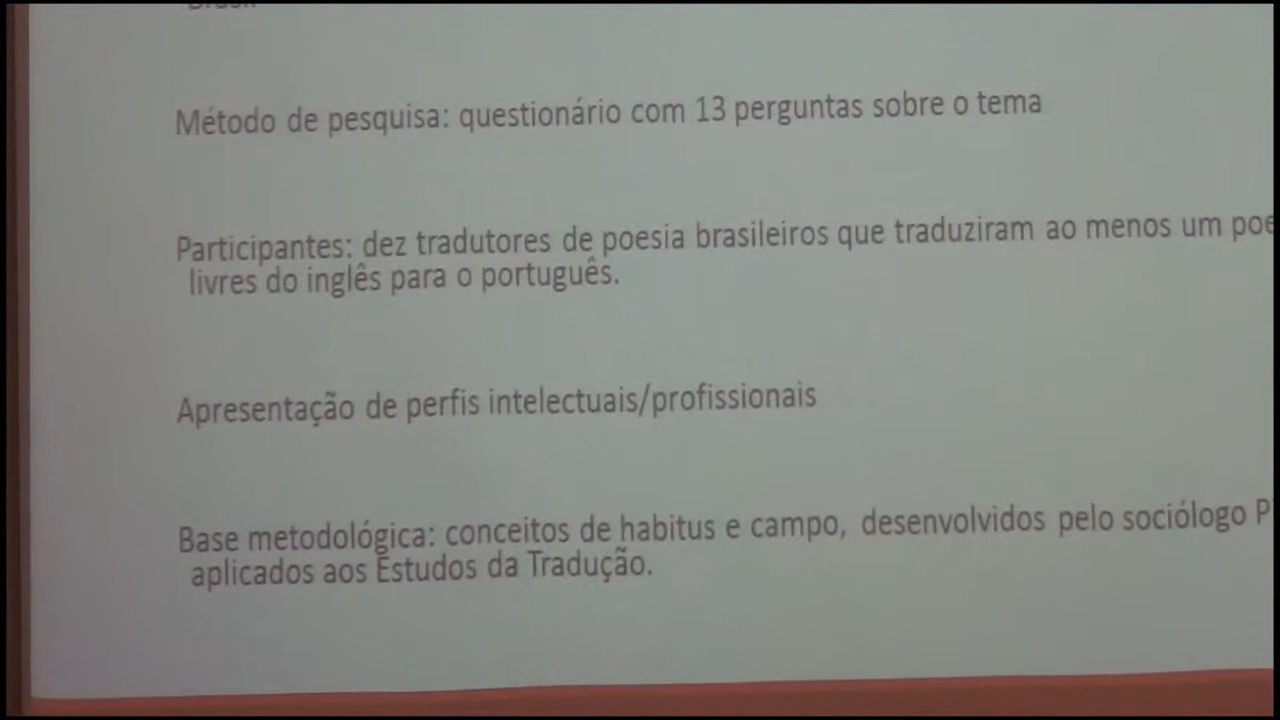 Método de pesquisa: questionário com 13 perguntas sobre o tema
Participantes: dez tradutores de poesia brasileiros que traduziram ao menos um
livres do inglês para o português.
Apresentação de perfis intelectuais/profissionais
Base metodológica: conceitos de habitus e campo, desenvolvidos pelo sociólogo
aplicados aos Estudos da Tradução.